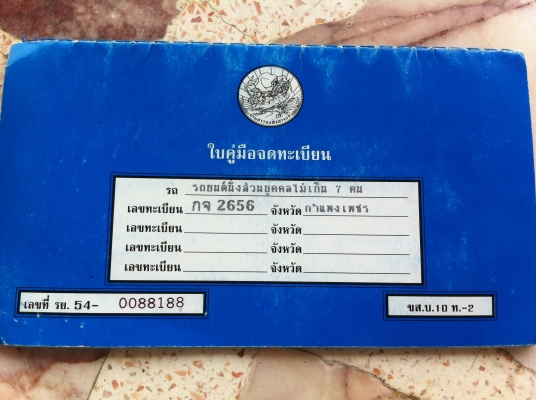 ใบคู่มือจดทะเบียน
รถ รถยนต์นั่งส่วนบุคคลไม่เกิน 7 คน
เลขทะเบียน กจ 2656 จังหวัด กำแพงเพชร
เลขทะเบียน จังหวัด
เลขทะเบียน จังหวัด
เลขทะเบียน จังหวัด
เลขที่ รย. 54- 0088188
ขส.บ.10 ท.-2